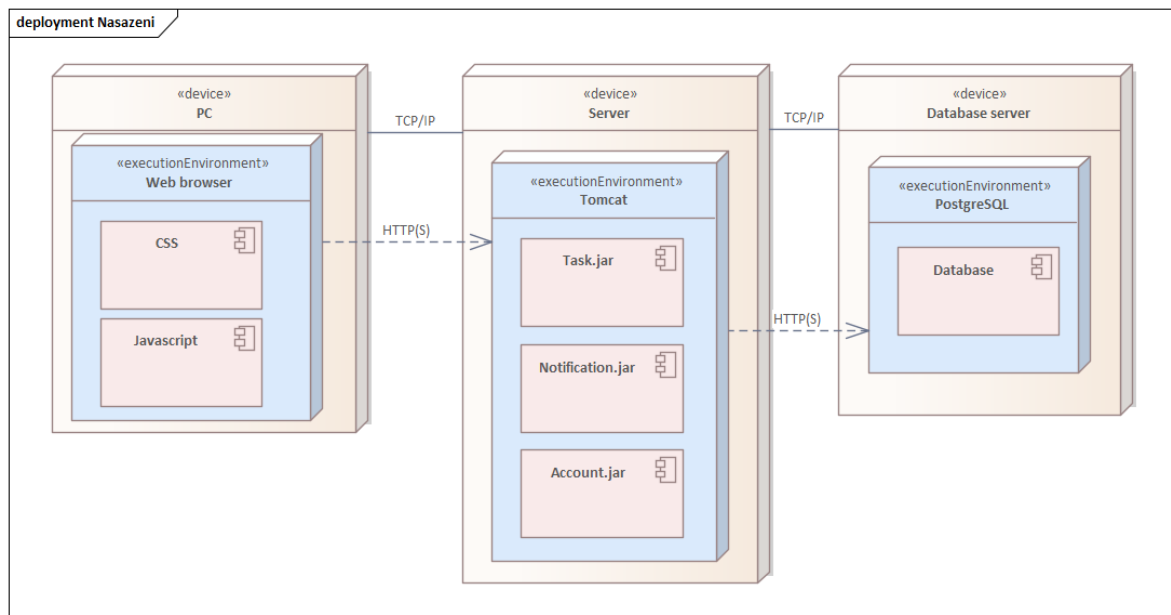 deployment Nasazeni
«device»
PC
«executionEnvironment»
Web browser
CSS
Javascript
TCP/IP
HTTP(S)
«device»
Server
«executionEnvironment»
Tomcat
Task.jar
Notification.jar
Account.jar
TCP/IP
HTTP(S)
«device»
Database server
«executionEnvironment»
PostgreSQL
Database